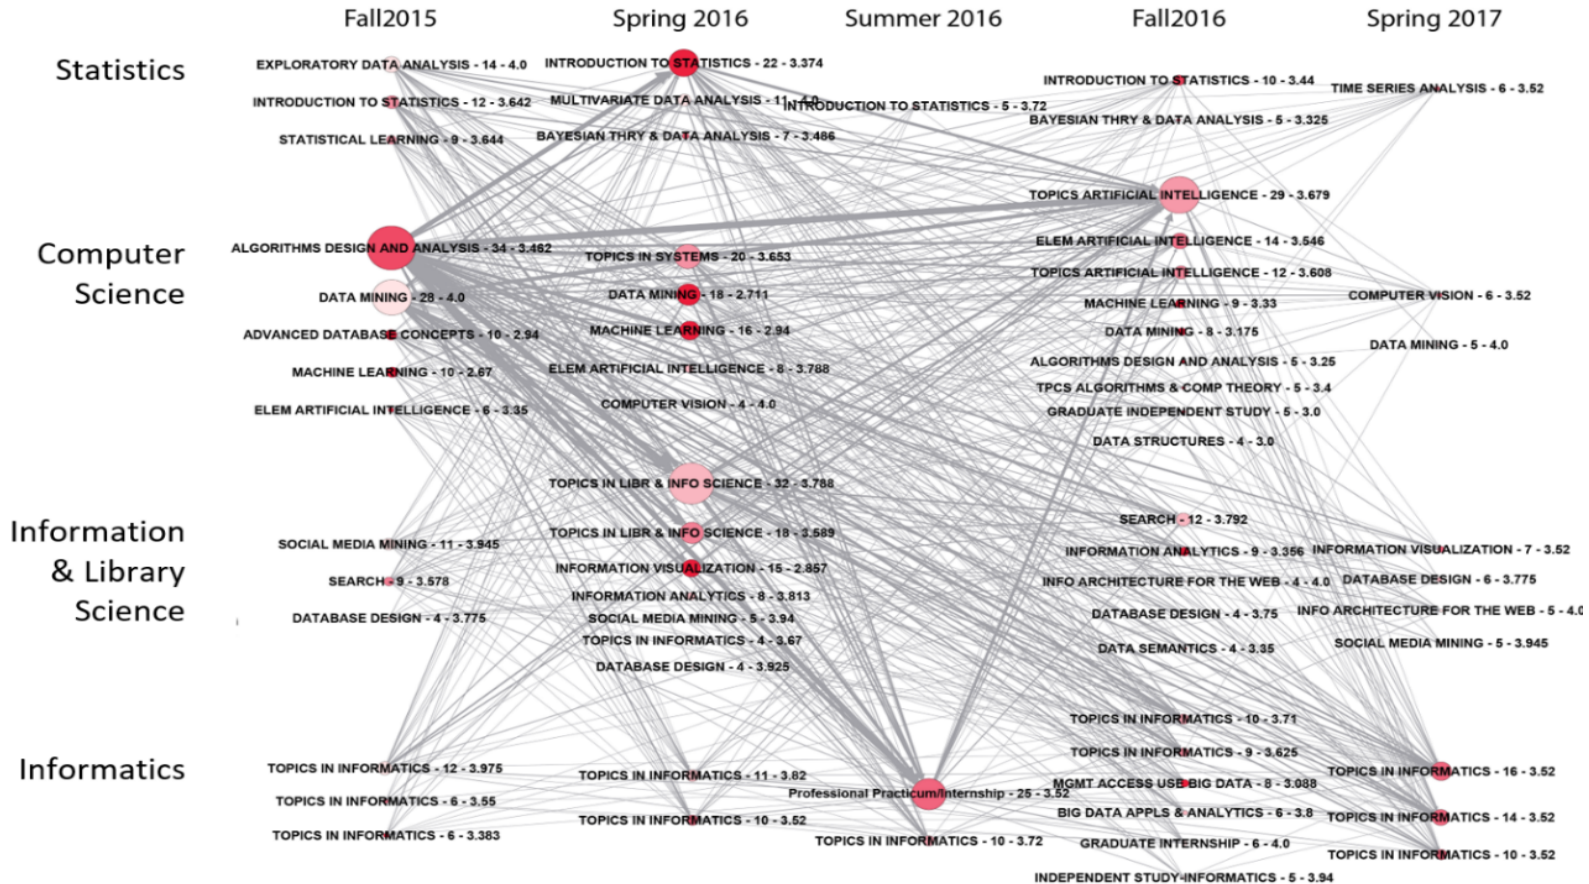 Fall2015
Spring 2016
Summer 2016
Fall2016
Spring 2017
Statistics
EXPLORATORY DATA ANALYSIS - 14 - 4.0
INTRODUCTION TO STATISTICS - 12 - 3.642
STATISTICAL LEARNING - 9 - 3.644
INTRODUCTION TO STATISTICS - 22 - 3.374
MULTIVARIATE DATA ANALYSIS - 11 - 4.0
BAYESIAN THRY & DATA ANALYSIS - 7 - 3.486
INTRODUCTION TO STATISTICS - 5 - 3.72
INTRODUCTION TO STATISTICS - 10 - 3.44
BAYESIAN THRY & DATA ANALYSIS - 5 - 3.325
TIME SERIES ANALYSIS - 6 - 3.52
Computer
Science
ALGORITHMS DESIGN AND ANALYSIS - 34 - 3.462
DATA MINING - 28 - 4.0
ADVANCED DATABASE CONCEPTS - 10 - 2.94
MACHINE LEARNING - 10 - 2.67
ELEM ARTIFICIAL INTELLIGENCE - 6 - 3.35
TOPICS IN SYSTEMS - 20 - 3.653
DATA MINING - 18 - 2.711
MACHINE LEARNING - 16 - 2.94
ELEM ARTIFICIAL INTELLIGENCE - 8 - 3.788
COMPUTER VISION - 4 - 4.0
TOPICS ARTIFICIAL INTELLIGENCE - 29 - 3.679
ELEM ARTIFICIAL INTELLIGENCE - 14 - 3.546
TOPICS ARTIFICIAL INTELLIGENCE - 12 - 3.608
MACHINE LEARNING - 9 - 3.33
DATA MINING - 8 - 3.175
ALGORITHMS DESIGN AND ANALYSIS - 5 - 3.25
TPCS ALGORITHMS & COMP THEORY - 5 - 3.4
GRADUATE INDEPENDENT STUDY - 5 - 3.0
DATA STRUCTURES - 4 - 3.0
COMPUTER VISION - 6 - 3.52
DATA MINING - 5 - 4.0
Information
& Library
Science
SOCIAL MEDIA MINING - 11 - 3.945
SEARCH - 9 - 3.578
DATABASE DESIGN - 4 - 3.775
TOPICS IN LIBR & INFO SCIENCE - 32 - 3.788
TOPICS IN LIBR & INFO SCIENCE - 18 - 3.589
INFORMATION VISUALIZATION - 15 - 2.857
INFORMATION ANALYTICS - 8 - 3.813
SOCIAL MEDIA MINING - 5 - 3.94
TOPICS IN INFORMATICS - 4 - 3.67
DATABASE DESIGN - 4 - 3.925
SEARCH - 12 - 3.792
INFORMATION ANALYTICS - 9 - 3.356
INFO ARCHITECTURE FOR THE WEB - 4 - 4.0
DATABASE DESIGN - 4 - 3.75
DATA SEMANTICS - 4 - 3.35
INFORMATION VISUALIZATION - 7 - 3.52
DATABASE DESIGN - 6 - 3.775
INFO ARCHITECTURE FOR THE WEB - 5 - 4.0
SOCIAL MEDIA MINING - 5 - 3.945
Informatics
TOPICS IN INFORMATICS - 12 - 3.975
TOPICS IN INFORMATICS - 6 - 3.55
TOPICS IN INFORMATICS - 6 - 3.383
TOPICS IN INFORMATICS - 11 - 3.82
TOPICS IN INFORMATICS - 10 - 3.52
Professional Practicum/Internship - 25 - 3.52
TOPICS IN INFORMATICS - 10 - 3.72
TOPICS IN INFORMATICS - 10 - 3.71
TOPICS IN INFORMATICS - 9 - 3.625
MGMT ACCESS USE BIG DATA - 8 - 3.088
BIG DATA APPLS & ANALYTICS - 6 - 3.8
GRADUATE INTERNSHIP - 6 - 4.0
INDEPENDENT STUDY-INFORMATICS - 5 - 3.94
TOPICS IN INFORMATICS - 16 - 3.52
TOPICS IN INFORMATICS - 14 - 3.52
TOPICS IN INFORMATICS - 10 - 3.52